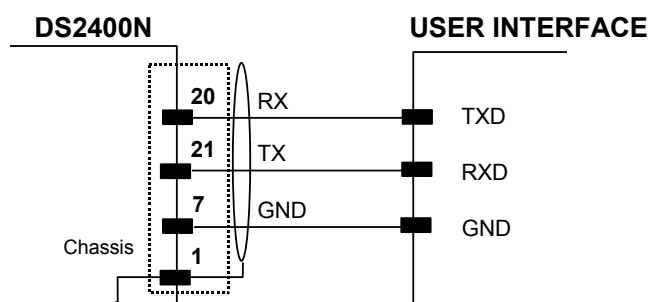 DS2400N USER INTERFACE
20 RX TXD
21 TX RXD
7 GND GND
Chassis 1